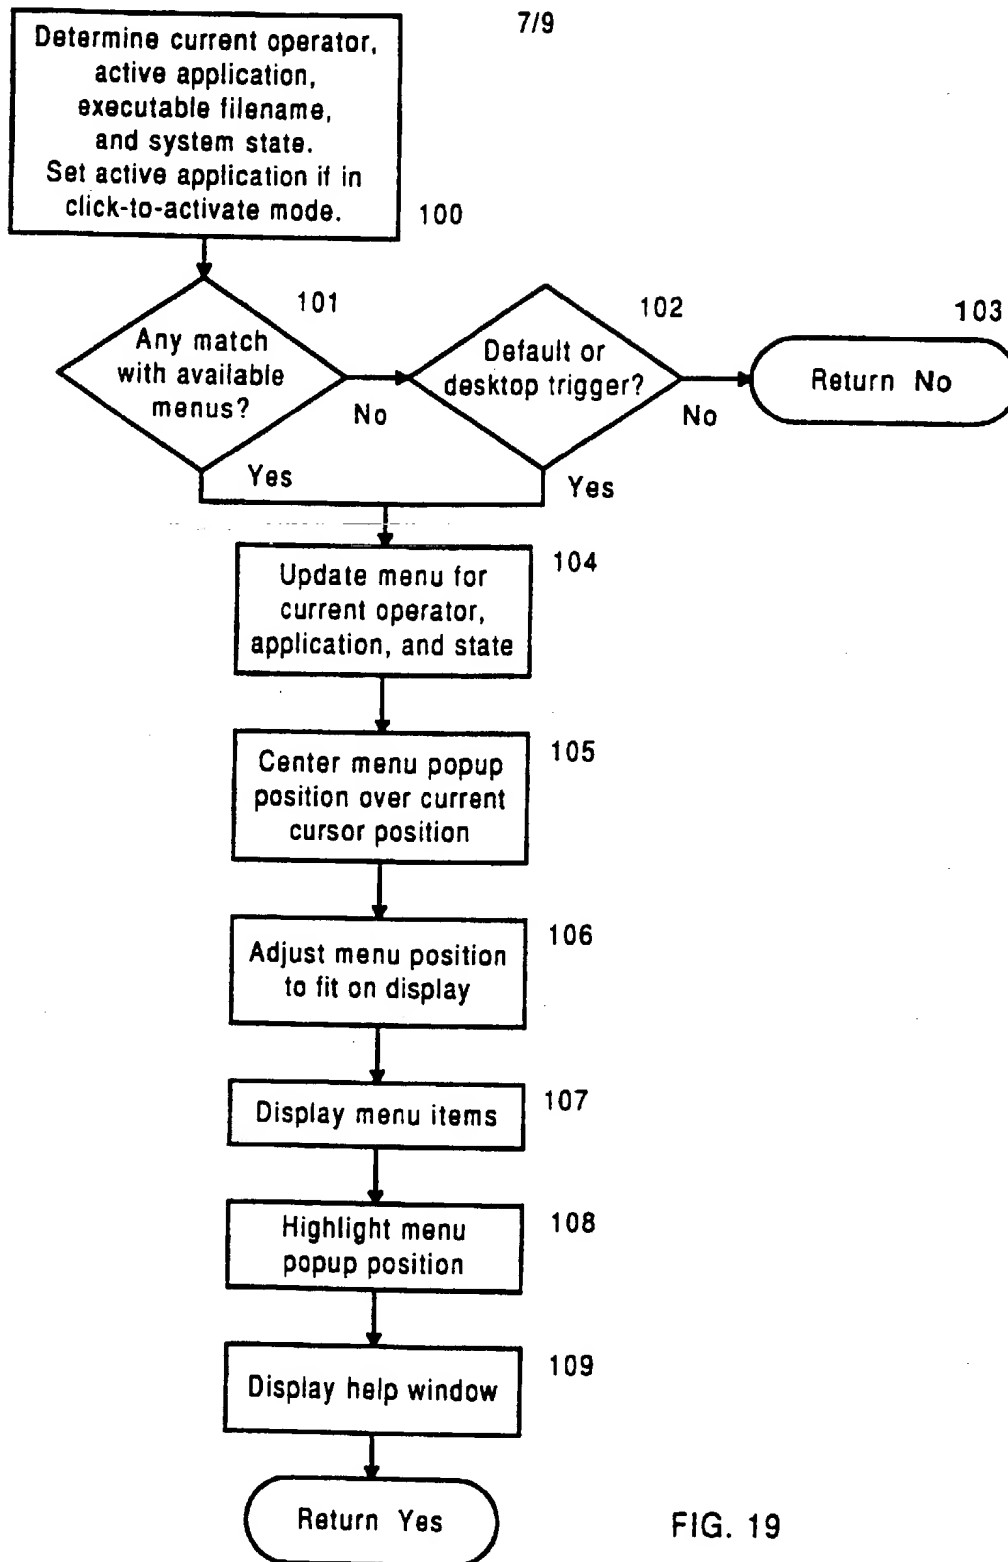 7/9
Determine current operator,
active application,
executable filename,
and system state.
Set active application if in
click-to-activate mode.
100
101
Any match
with available
menus?
No
Yes
102
Default or
desktop trigger?
No
Yes
103
Return No
104
Update menu for
current operator,
application, and state
105
Center menu popup
position over current
cursor position
106
Adjust menu position
to fit on display
107
Display menu items
108
Highlight menu
popup position
109
Display help window
Return Yes
FIG. 19